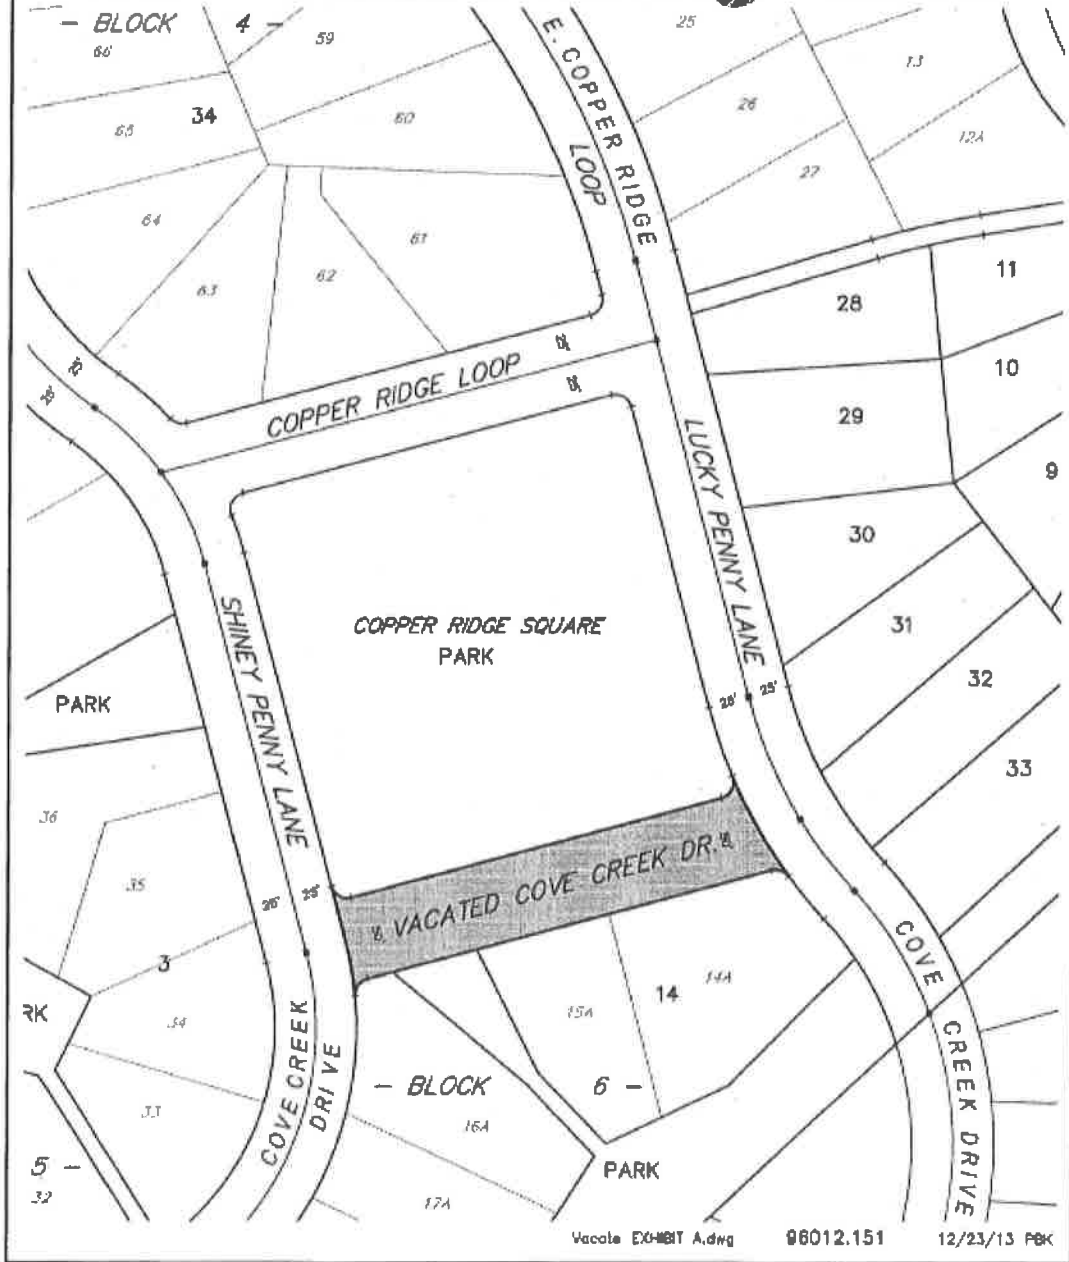 - BLOCK 4 -
59
25
13
66
34
60
65
26
12A
E. COPPER RIDGE
LOOP
27
64
61
62
63
11
28
10
29
9
25'
25'
COPPER RIDGE LOOP
LUCKY PENNY LANE
30
31
32
33
SHINEY PENNY LANE
COPPER RIDGE SQUARE
PARK
PARK
25'
36
35
3
VACATED COVE CREEK DR.
34
15A
14
14A
COVE
CREEK DRIVE
RK
COVE CREEK
DRIVE
- BLOCK 6 -
33
16A
5 -
32
17A
PARK
Vacate EXHIBIT A.dwg 96012.151 12/23/13 PBK